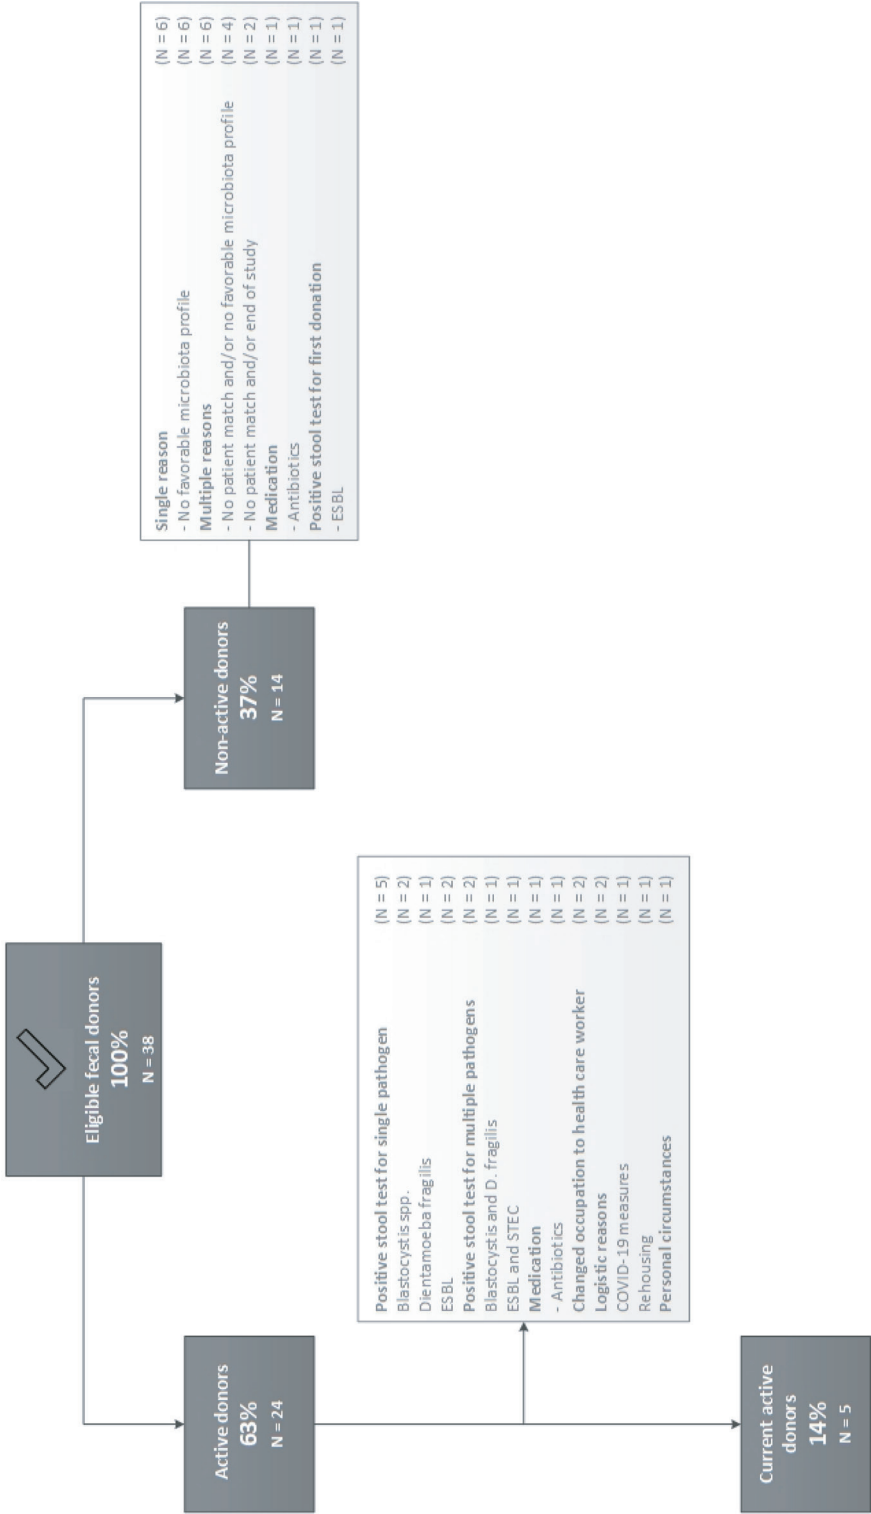 Eligible fecal donors
100%
N = 38
Active donors
63%
N = 24
Non-active donors
37%
N = 14
Single reason (N = 6)
- No favorable microbiota profile (N = 6)
Multiple reasons (N = 6)
- No patient match and/or no favorable microbiota profile (N = 4)
- No patient match and/or end of study (N = 2)
Medication (N = 1)
- Antibiotics (N = 1)
Positive stool test for first donation (N = 1)
- ESBL (N = 1)
Positive stool test for single pathogen (N = 5)
Blastocystis spp. (N = 2)
Dientamoeba fragilis (N = 1)
ESBL (N = 2)
Positive stool test for multiple pathogens (N = 2)
Blastocystis and D. fragilis (N = 1)
ESBL and STEC (N = 1)
Medication (N = 1)
- Antibiotics (N = 1)
Changed occupation to health care worker (N = 2)
Logistic reasons (N = 2)
COVID-19 measures (N = 1)
Rehousing (N = 1)
Personal circumstances (N = 1)
Current active
donors
14%
N = 5